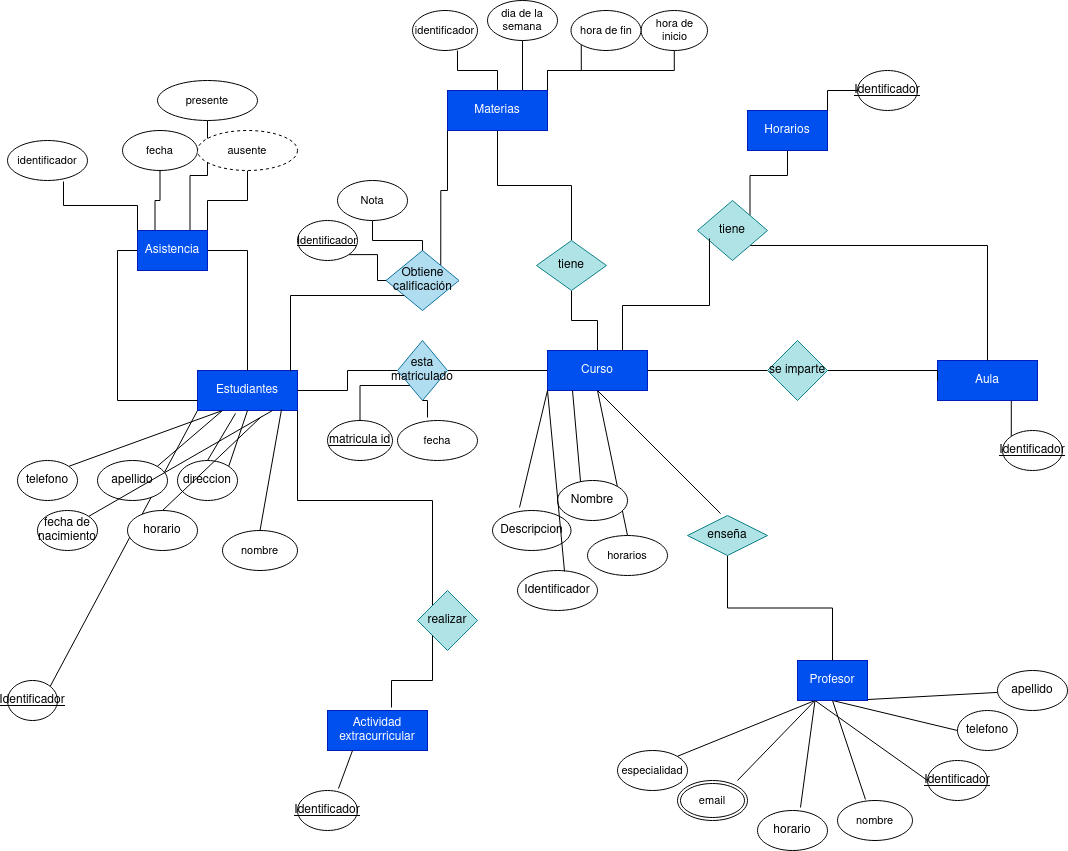 identificador
dia de la
semana
hora de fin
hora de
inicio
Materias
Identificador
Horarios
presente
identificador
fecha
ausente
Asistencia
Nota
Identificador
Obtiene
calificación
tiene
tiene
Estudiantes
esta
matriculado
Curso
se imparte
Aula
matricula id
fecha
Identificador
telefono
apellido
direccion
fecha de
nacimiento
horario
nombre
Nombre
Descripcion
horarios
Identificador
enseña
realizar
Identificador
Actividad
extracurricular
Identificador
Profesor
apellido
telefono
especialidad
email
Identificador
horario
nombre